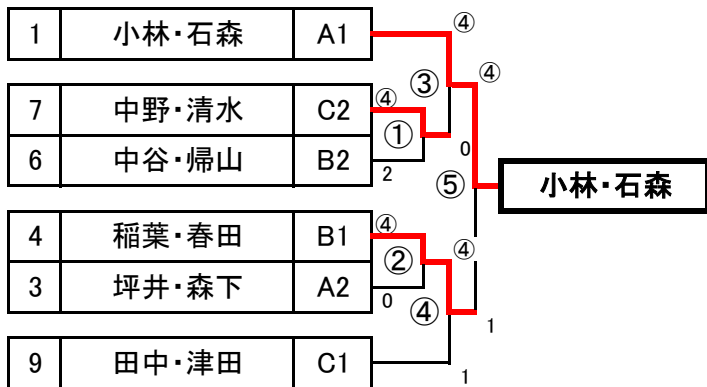 1 小林・石森 A1
④
④
7 中野・清水 C2
④
③
①
0
6 中谷・帰山 B2
2
⑤
小林・石森
4 稲葉・春田 B1
④
④
②
3 坪井・森下 A2
0
④
1
9 田中・津田 C1
1